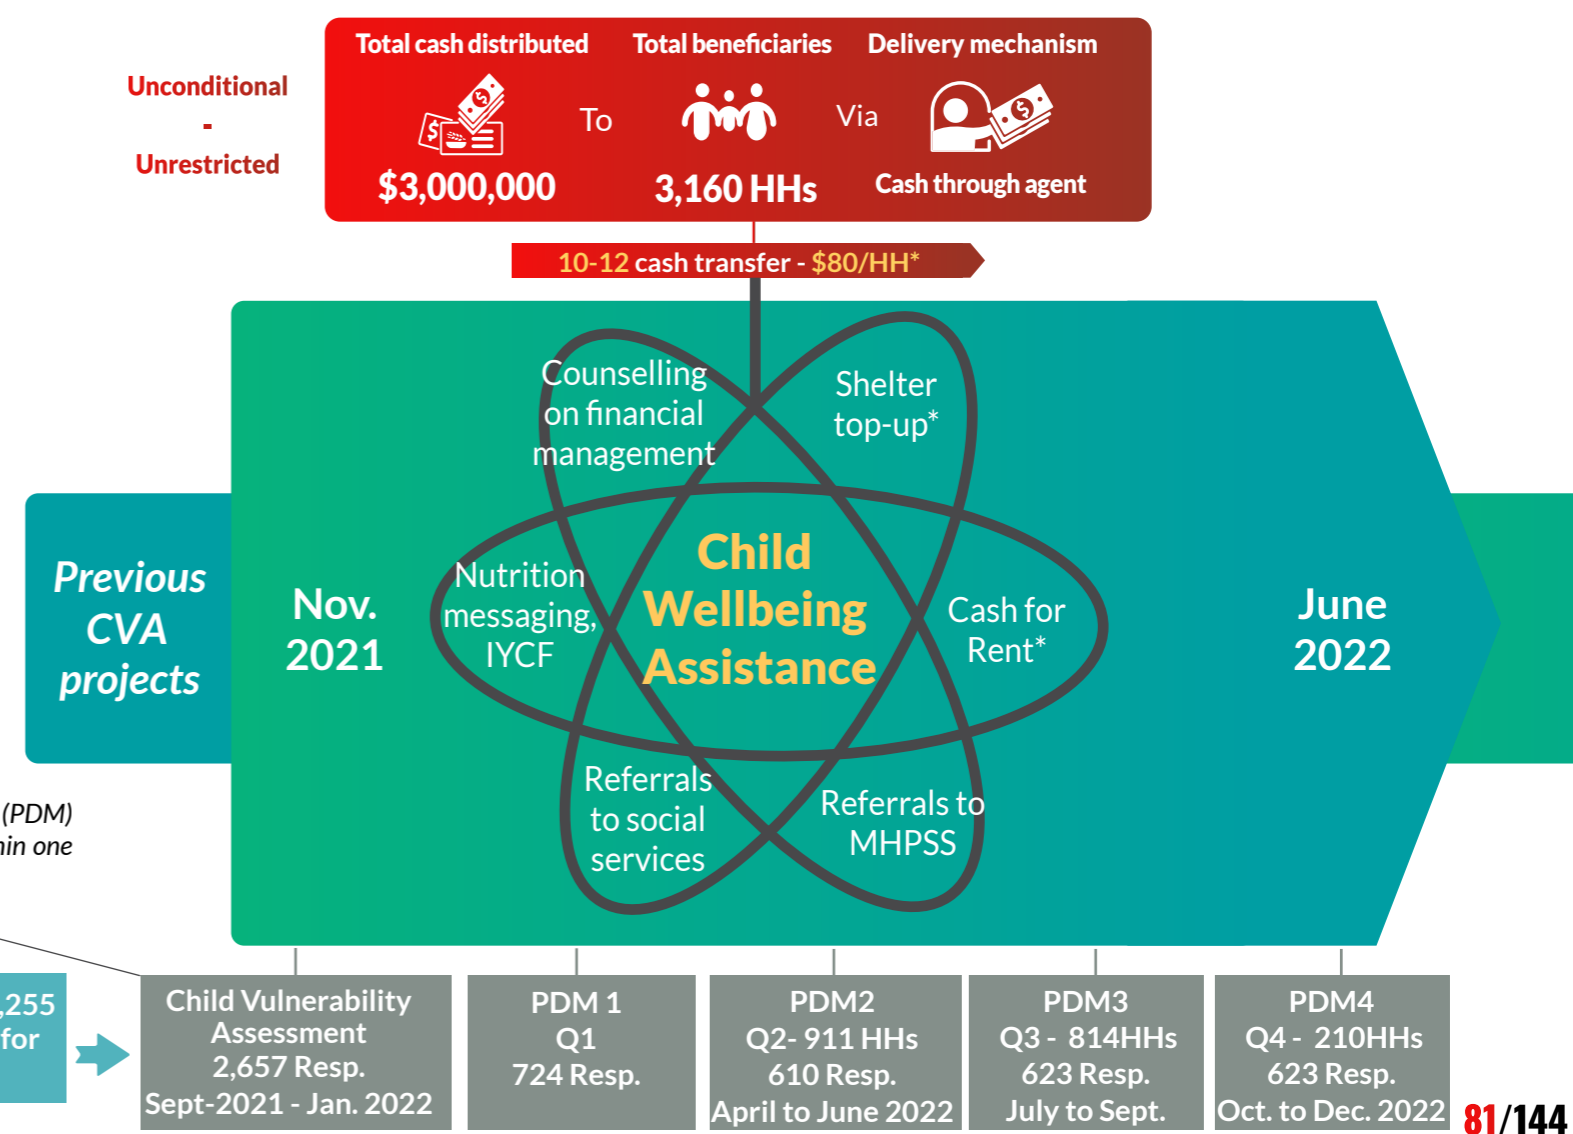 Total cash distributed
Total beneficiaries
Delivery mechanism
Unconditional
-
Unrestricted
To
Via
$3,000,000
3,160 HHs
Cash through agent
10-12 cash transfer - $80/HH*
Counselling
on financial
management
Shelter
top-up*
Previous
CVA
projects
Nov.
2021
Nutrition
messaging,
IYCF
Child
Wellbeing
Assistance
Cash for
Rent*
June
2022
Referrals
to social
services
Referrals to
MHPSS
(PDM)
one
,255
for
Child Vulnerability
Assessment
2,657 Resp.
Sept-2021 - Jan. 2022
PDM 1
Q1
724 Resp.
PDM2
Q2- 911 HHs
610 Resp.
April to June 2022
PDM3
Q3 - 814HHs
623 Resp.
July to Sept.
PDM4
Q4 - 210HHs
623 Resp.
Oct. to Dec. 2022
81/144